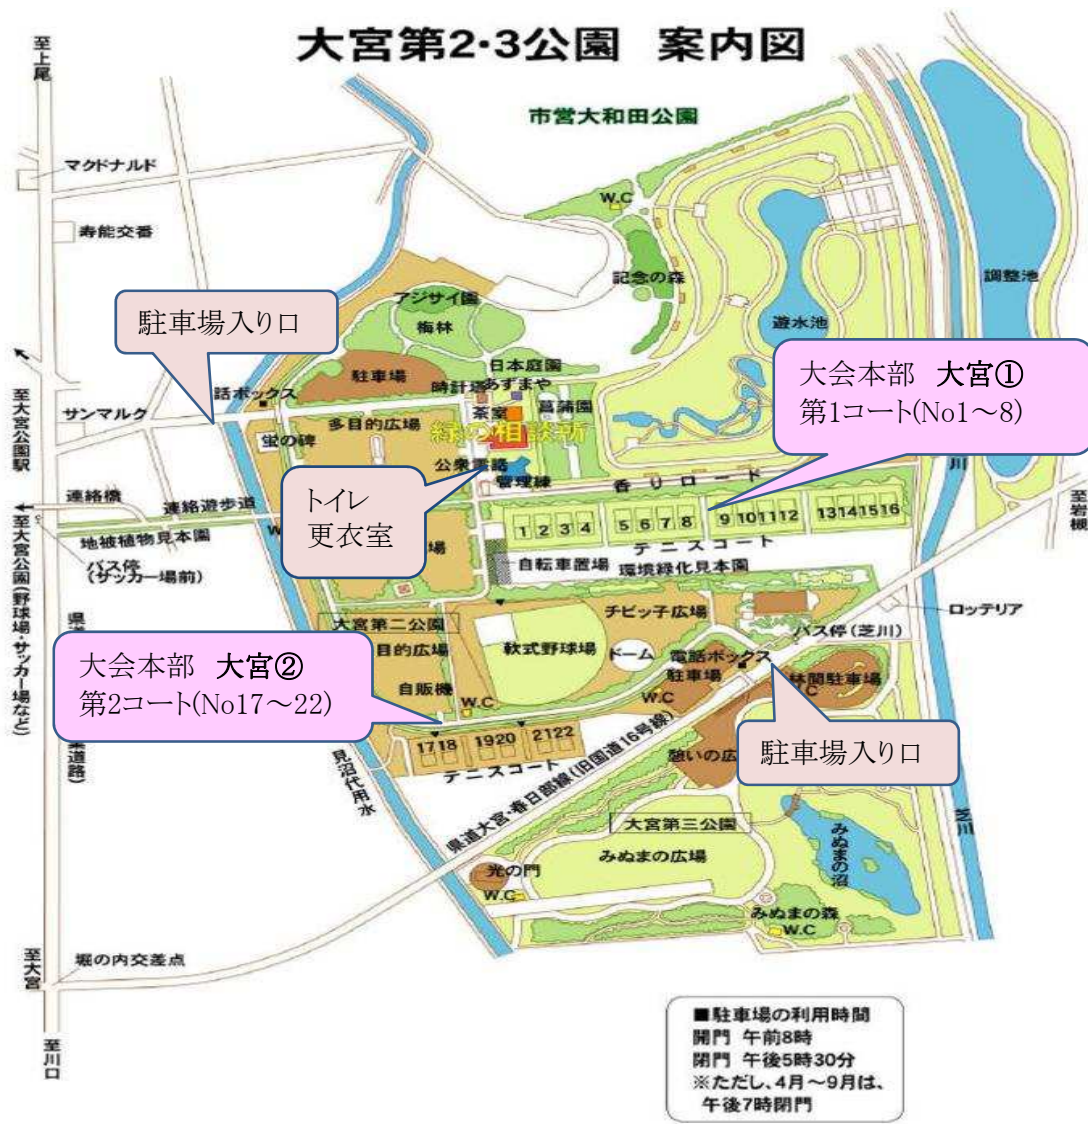 大宮第2・3公園 案内図
至上尾
市営大和田公園
マクドナルド
W.C
寿能交番
記念の森
調整池
アジサイ園
遊水池
駐車場入り口
梅林
日本庭園
大会本部 大宮①
第1コート(No1～8)
駐車場
時計塔
あずまや
話ボックス
至大宮公園駅
サンマルク
茶室
菖蒲園
多目的広場
緑の相談所
蛍の碑
公衆電話
川
管理棟
香りロード
至岩槻
トイレ
更衣室
連絡橋
連絡遊歩道
1 2 3 4
5 6 7 8
9 10 11 12
13 14 15 16
地被植物見本園
テニスコート
場
自転車置場
環境緑化見本園
バス停
(サッカー場前)
至大宮公園(野球場・サッカー場など)
ロッテリア
チビッ子広場
大宮第二公園
バス停(芝川)
目的広場
軟式野球場
ドーム
電話ボックス
大会本部 大宮②
第2コート(No17～22)
駐車場
林間駐車場
自販機
W.C
W.C
17 18
19 20
21 22
憩いの広
駐車場入り口
業道路)
テニスコート
見沼代用水
県道大宮・春日部線(旧国道16号線)
大宮第三公園
芝川
みぬまの沼
みぬまの広場
光の門
W.C
みぬまの森
W.C
至大宮
堀の内交差点
至川口
■駐車場の利用時間
開門 午前8時
閉門 午後5時30分
※ただし、4月～9月は、
午後7時閉門